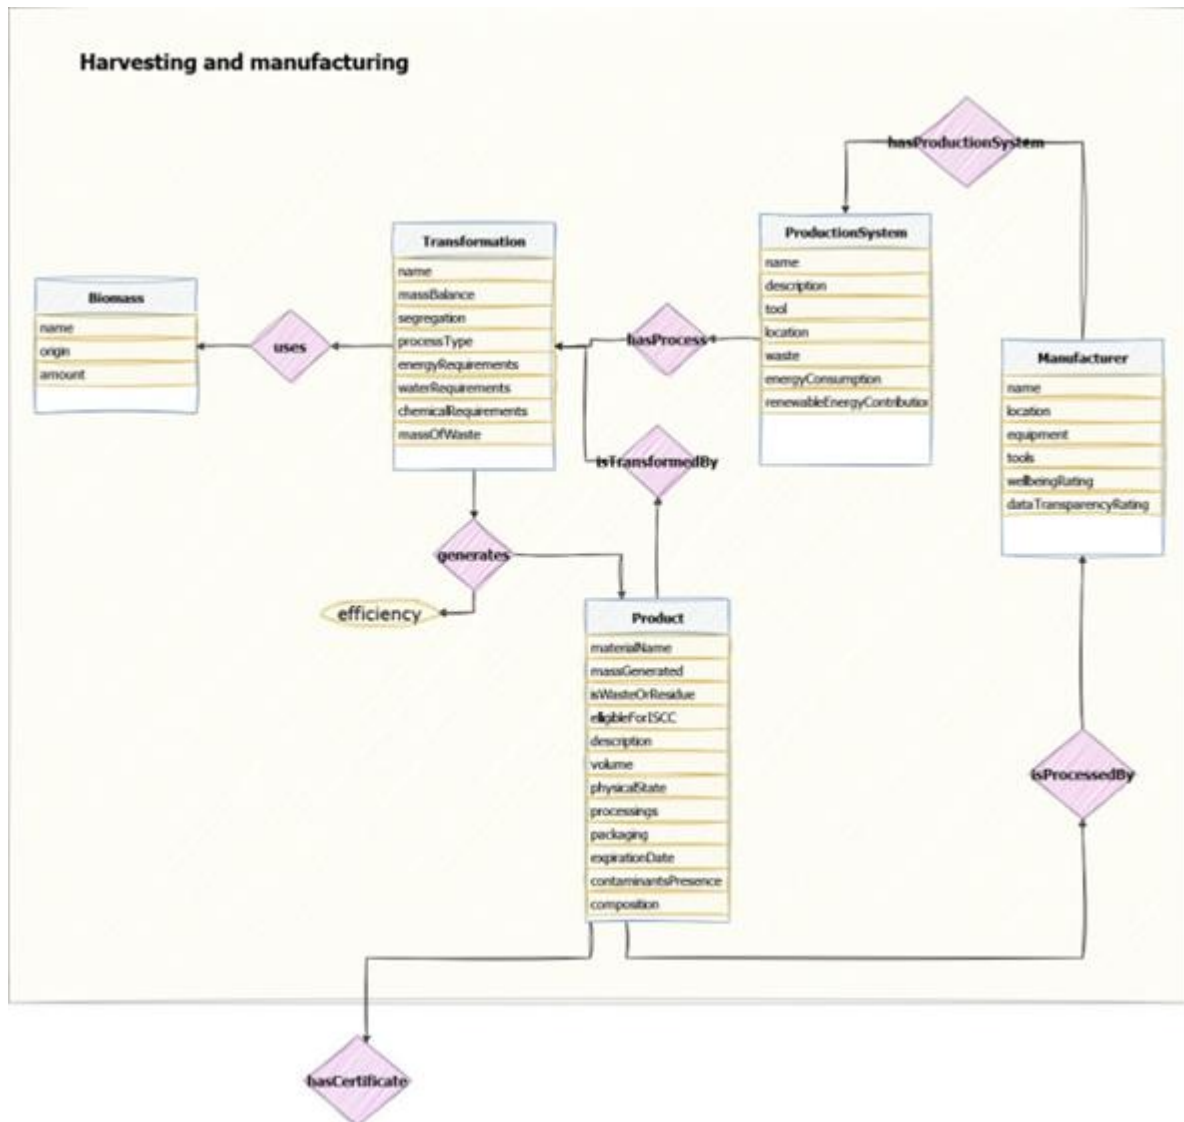 Harvesting and manufacturing
hasProductionSystem
Transformation
name
massBalance
segregation
processType
energyRequirements
waterRequirements
chemicalRequirements
massOfWaste
ProductionSystem
name
description
tool
location
waste
energyConsumption
renewableEnergyContributio
Biomass
name
origin
amount
uses
hasProcess
Manufacturer
name
location
equipment
tools
wellbeingRating
dataTransparencyRating
isTransformedBy
generates
efficiency
Product
materialName
massGenerated
isWasteOrResidue
elligibleForISCC
description
volume
physicalState
processings
packaging
expirationDate
contaminantsPresence
composition
isProcessedBy
hasCertificate